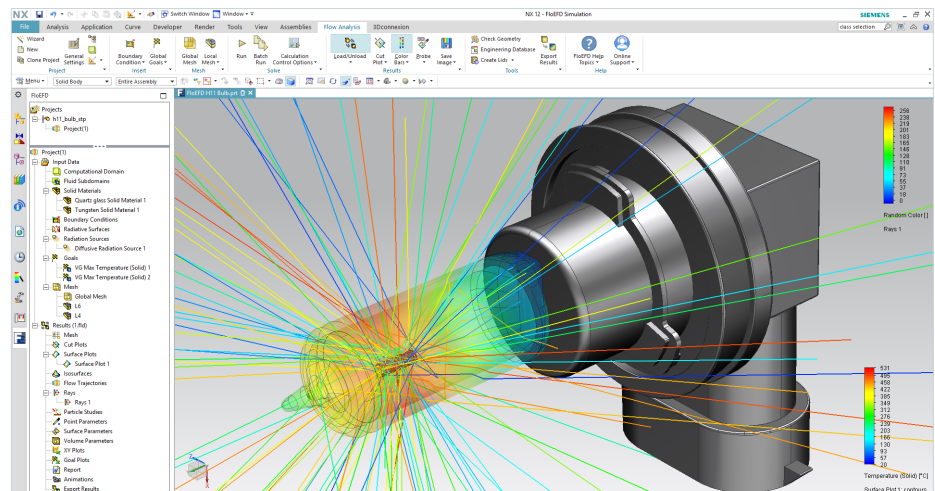 NX
Switch Window
Window
NX 12 - FloEFD Simulation
SIEMENS
File
Analysis
Application
Curve
Developer
Render
Tools
View
Assemblies
Flow Analysis
3Dconnexion
class selection
Wizard
New
Clone Project
General Settings
Project
Boundary Condition
Global Goals
Insert
Global Mesh
Local Mesh
Mesh
Run
Batch Run
Calculation Control Options
Solve
Load/Unload
Cut Plot
Color Bars
Probe
Save Image
Results
Check Geometry
Engineering Database
Create Lids
Tools
Export Results
FloEFD Help Topics
Online Support
Help
Menu
Solid Body
Entire Assembly
FloEFD
FloEFD H11 Bulb.prt
Projects
h11_bulb_stp
Project(1)
Project(1)
Input Data
Computational Domain
Fluid Subdomains
Solid Materials
Quartz glass Solid Material 1
Tungsten Solid Material 1
Boundary Conditions
Radiative Surfaces
Radiation Sources
Diffusive Radiation Source 1
Goals
VG Max Temperature (Solid) 1
VG Max Temperature (Solid) 2
Mesh
Global Mesh
L6
L4
Results (1.fld)
Mesh
Cut Plots
Surface Plots
Surface Plot 1
Isosurfaces
Flow Trajectories
Rays
Rays 1
Particle Studies
Point Parameters
Surface Parameters
Volume Parameters
XY Plots
Goal Plots
Report
Animations
Export Results
256
238
219
201
183
165
146
128
110
91
73
55
37
18
0
Random Color [ ]
Rays 1
531
495
458
422
385
349
312
276
239
203
166
130
93
57
20
Temperature (Solid) [°C]
Surface Plot 1: contours